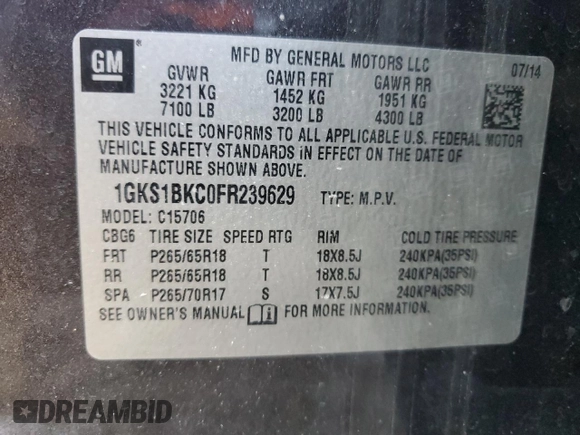 GM
MFD BY GENERAL MOTORS LLC
07/14
GVWR GAWR FRT GAWR RR
3221 KG 1452 KG 1951 KG
7100 LB 3200 LB 4300 LB
THIS VEHICLE CONFORMS TO ALL APPLICABLE U.S. FEDERAL MOTOR
VEHICLE SAFETY STANDARDS IN EFFECT ON THE DATE OF
MANUFACTURE SHOWN ABOVE.
1GKS1BKC0FR239629 TYPE: M.P.V.
MODEL: C15706
CBG6 TIRE SIZE SPEED RTG RIM COLD TIRE PRESSURE
FRT P265/65R18 T 18X8.5J 240KPA(35PSI)
RR P265/65R18 T 18X8.5J 240KPA(35PSI)
SPA P265/70R17 S 17X7.5J 240KPA(35PSI)
SEE OWNER'S MANUAL i FOR MORE INFORMATION.
DREAMBID